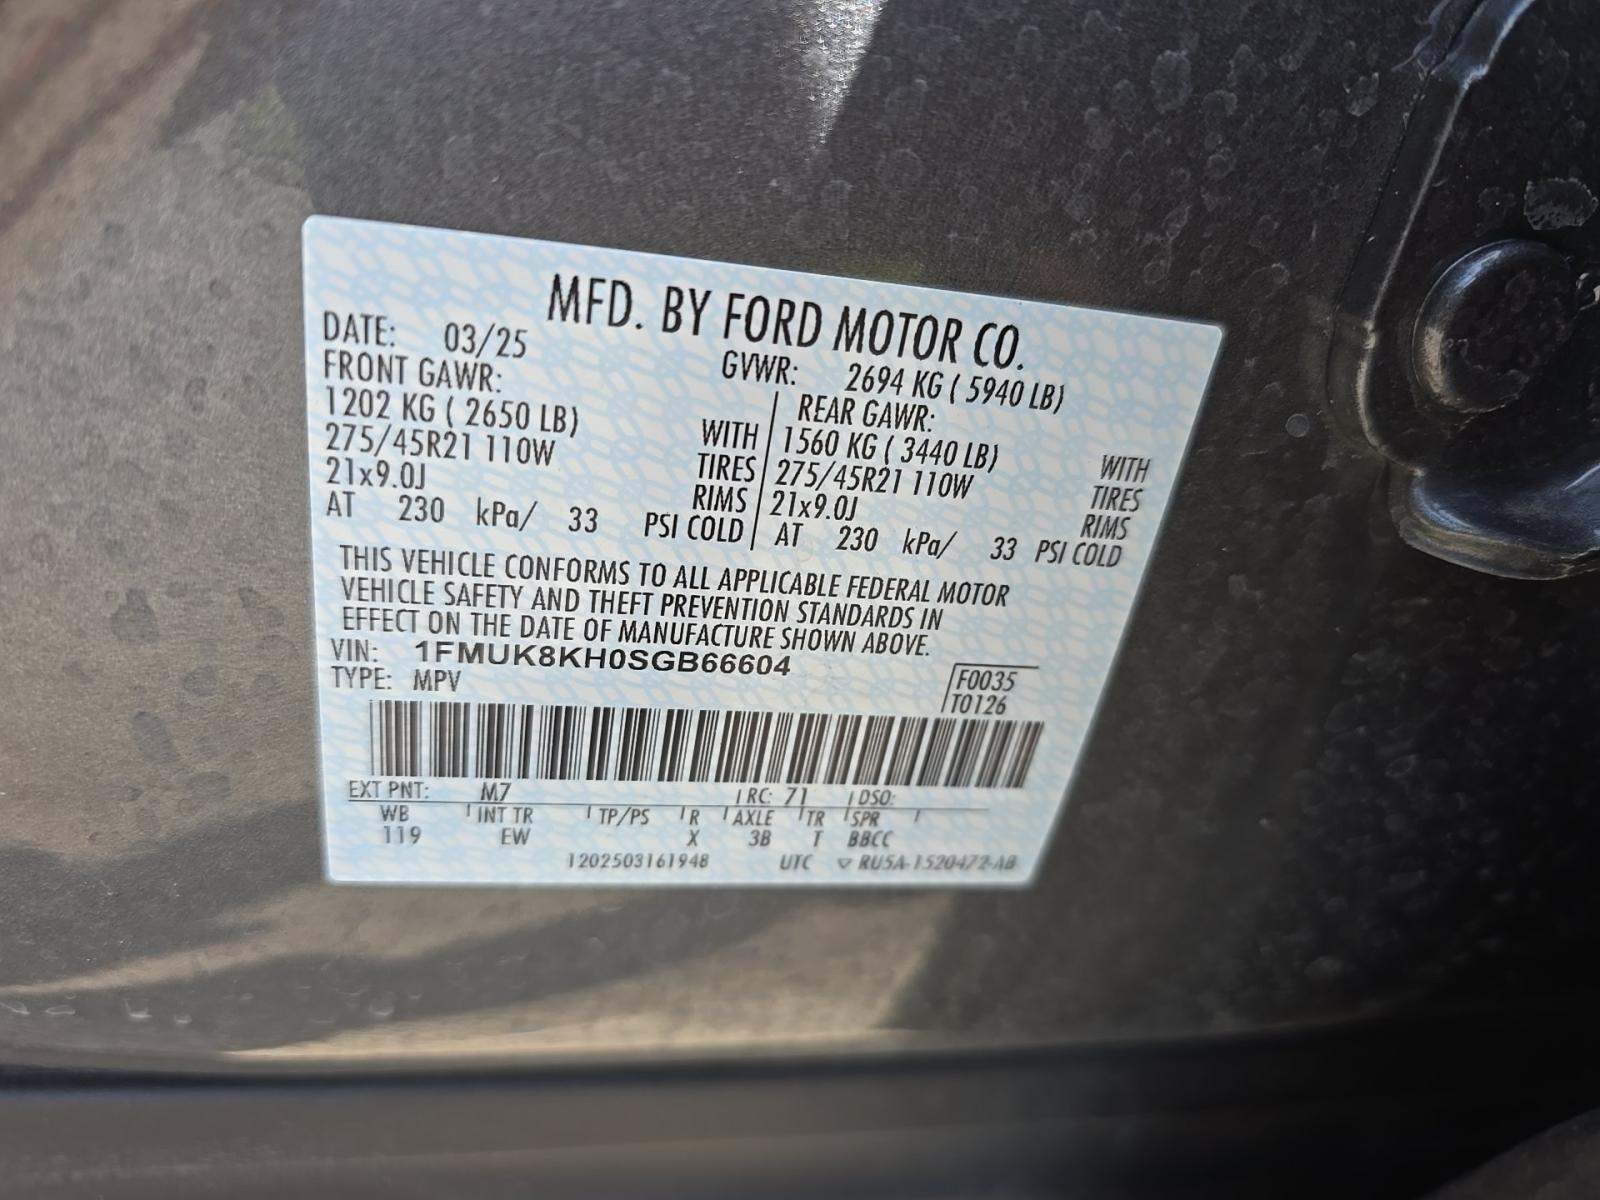 MFD. BY FORD MOTOR CO.
DATE: 03/25 GVWR: 2694 KG ( 5940 LB)
FRONT GAWR: REAR GAWR:
1202 KG ( 2650 LB) WITH 1560 KG ( 3440 LB) WITH
275/45R21 110W TIRES 275/45R21 110W TIRES
21x9.0J RIMS 21x9.0J RIMS
AT 230 kPa/ 33 PSI COLD AT 230 kPa/ 33 PSI COLD
THIS VEHICLE CONFORMS TO ALL APPLICABLE FEDERAL MOTOR
VEHICLE SAFETY AND THEFT PREVENTION STANDARDS IN
EFFECT ON THE DATE OF MANUFACTURE SHOWN ABOVE.
VIN: 1FMUK8KH0SGB66604
TYPE: MPV F0035
T0126
EXT PNT: M7 RC: 71 DSO:
WB INT TR TP/PS R AXLE TR SPR
119 EW X 3B T BBCC
1202503161948 UTC RU5A-1520472-AB